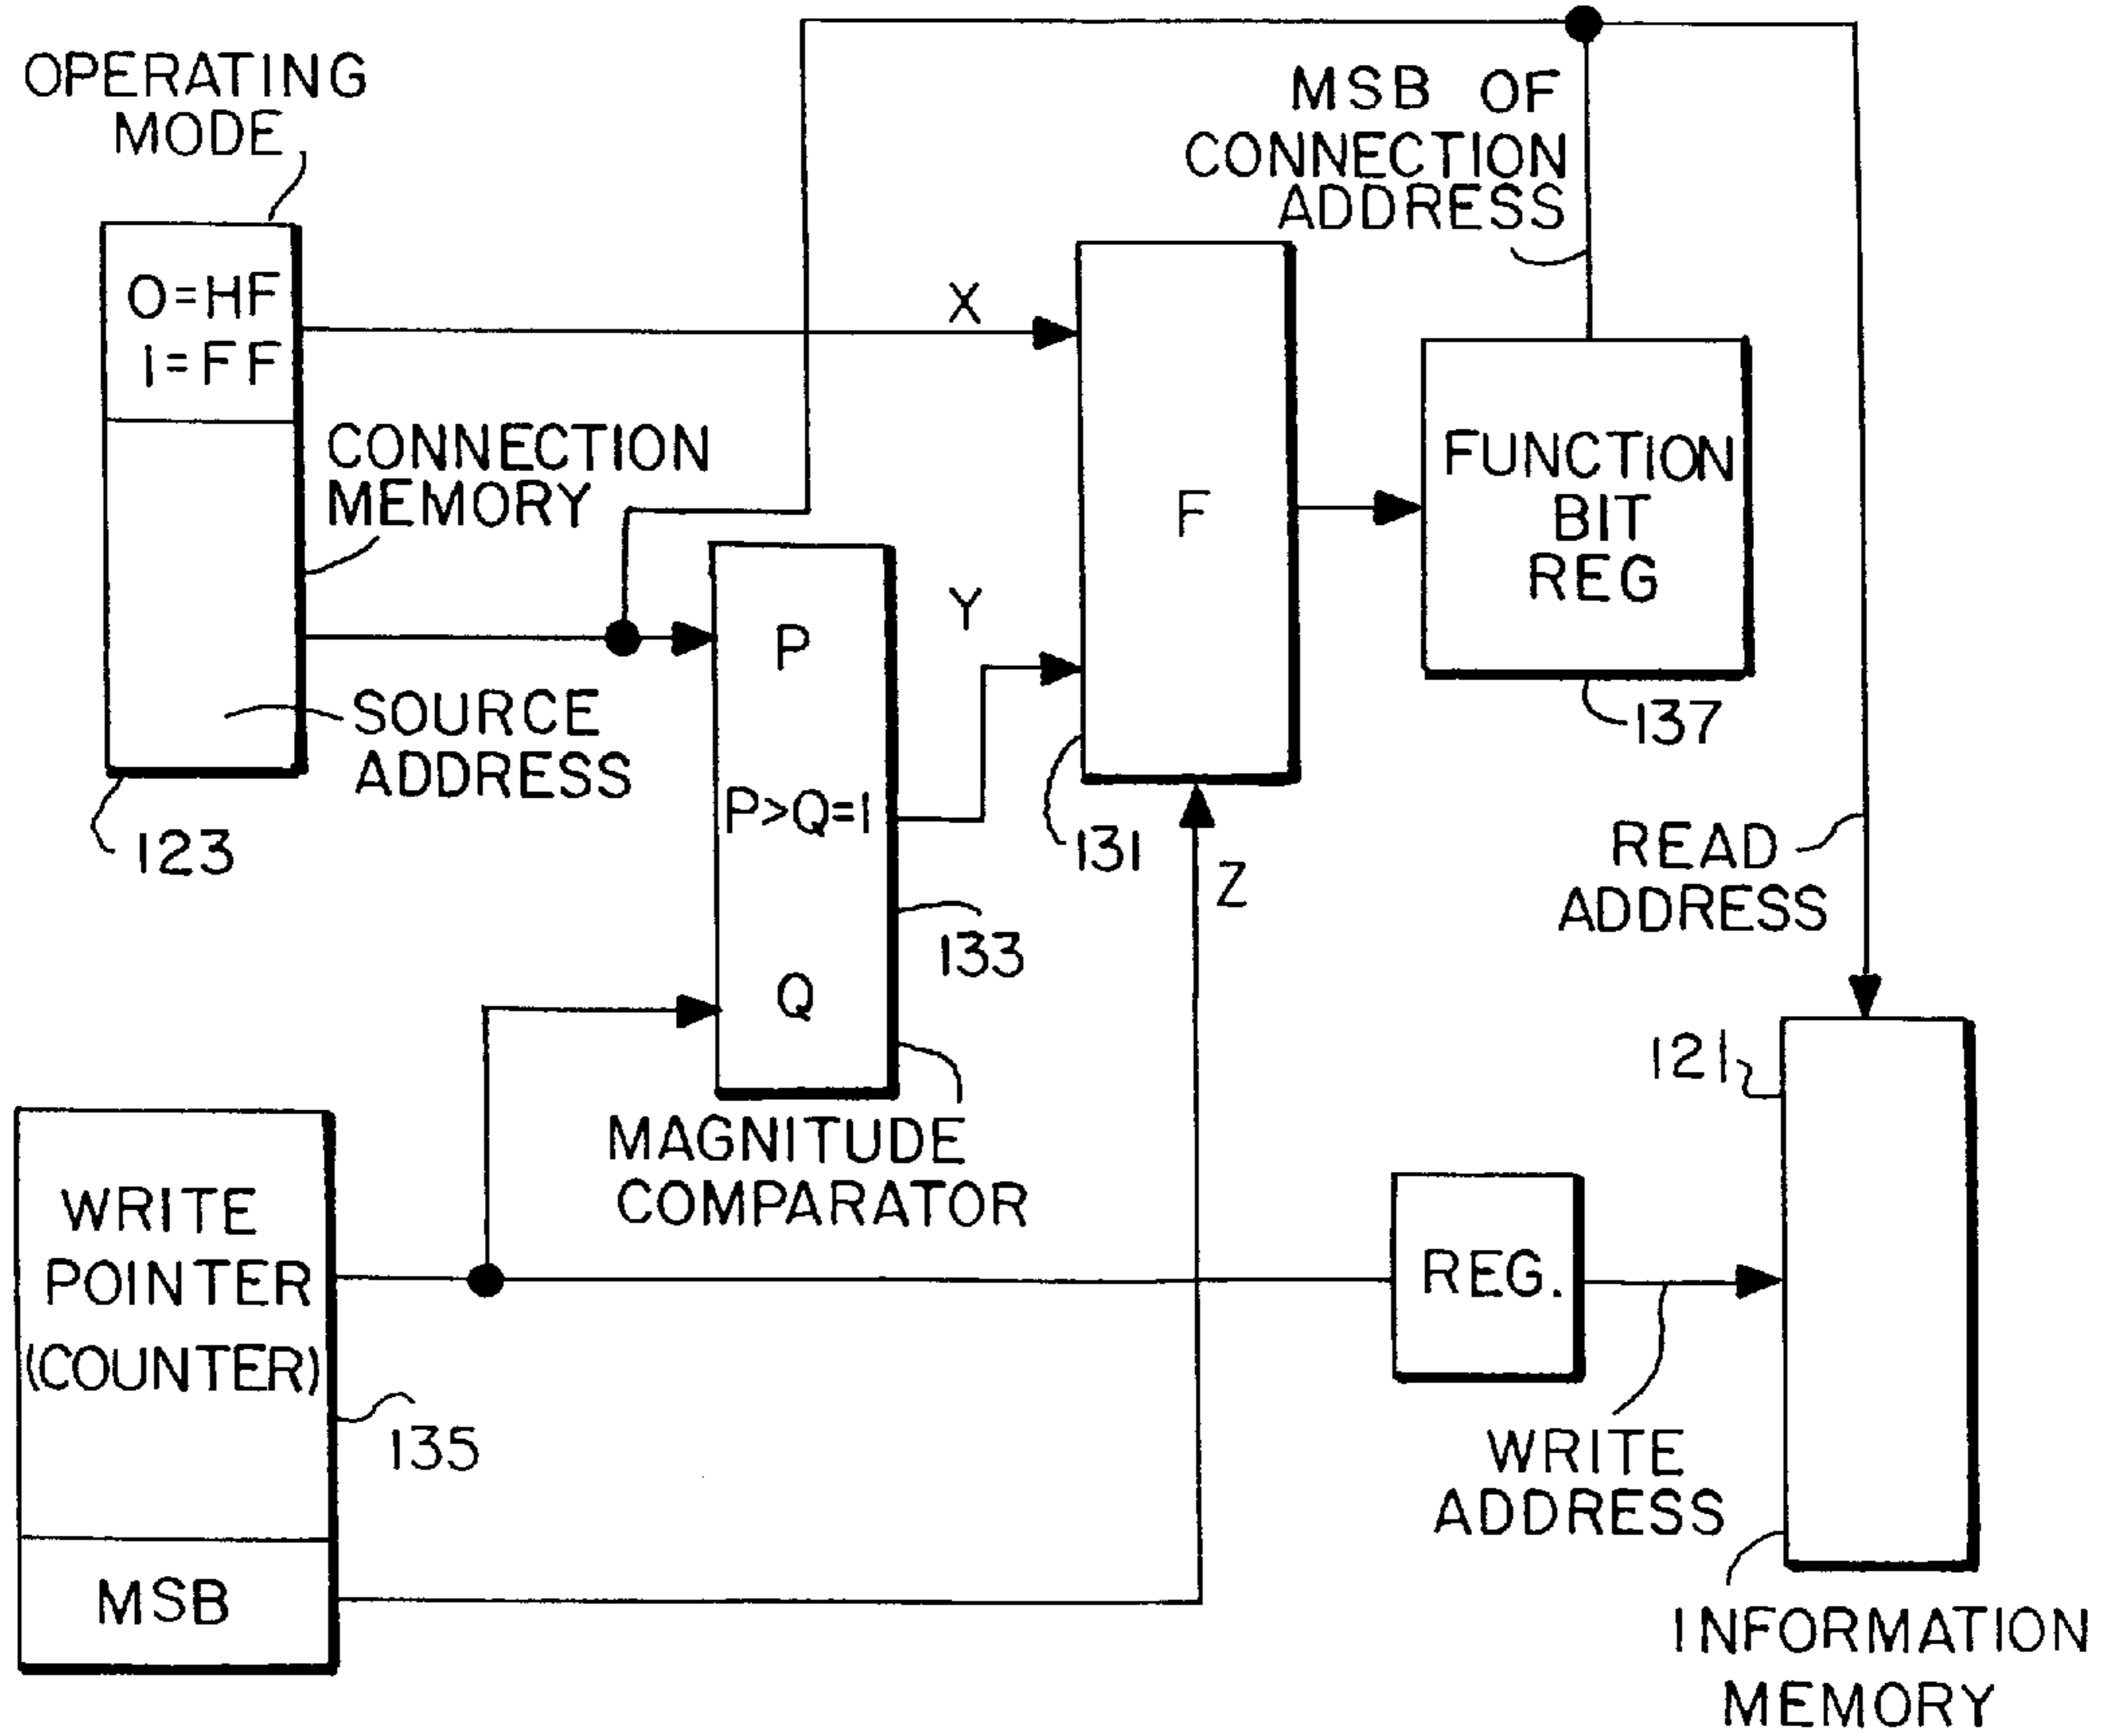 OPERATING
MODE
MSB OF
CONNECTION
ADDRESS
0=HF
1=FF
X
CONNECTION
MEMORY
F
FUNCTION
BIT
REG
P
Y
SOURCE
ADDRESS
137
P>Q=1
123
131
Z
READ
ADDRESS
133
Q
121
MAGNITUDE
COMPARATOR
WRITE
POINTER
(COUNTER)
REG.
135
WRITE
ADDRESS
MSB
INFORMATION
MEMORY